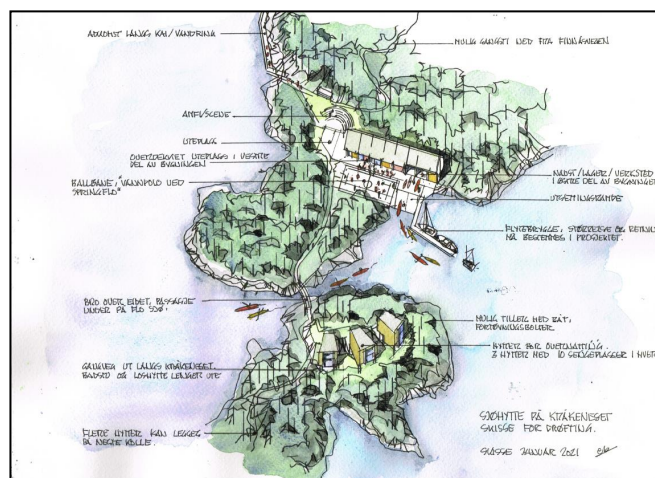 ADKOMST LANGS KAI/VANDRING
MULIG GANGSTI NED FRA FINNÅSVEIEN
AMFI/SCENE
UTEPLASS
OVERDEKKET UTEPLASS I VESTRE
DEL AV BYGNINGEN
BALLBANE, "VANNPOLO VED
SPRINGFLO"
NAUST/LAGER/VERKSTED
I ØSTRE DEL AV BYGNINGEN
UTSETTINGSRAMPE
FLYTEBRYGGE, STØRRELSE OG RETNING
MÅ BESTEMMES I PROSJEKTET.
BRO OVER EIDET, PASSASJE
UNDER PÅ FLO SJØ.
MULIG TILLEGG MED BÅT,
FORTØYNINGSBOLTER.
HYTTER FOR OVERNATTING.
3 HYTTER MED 10 SENGEPLASSER I HVER
GANGVEI UT LANGS KRÅKENESET.
BADSTU OG LOSHYTTE LENGER UTE
FLERE HYTTER KAN LEGGES
PÅ NESTE KOLLE.
SJØHYTTE PÅ KRÅKENESET
SKISSE FOR DRØFTING.
SKISSE JANUAR 2021